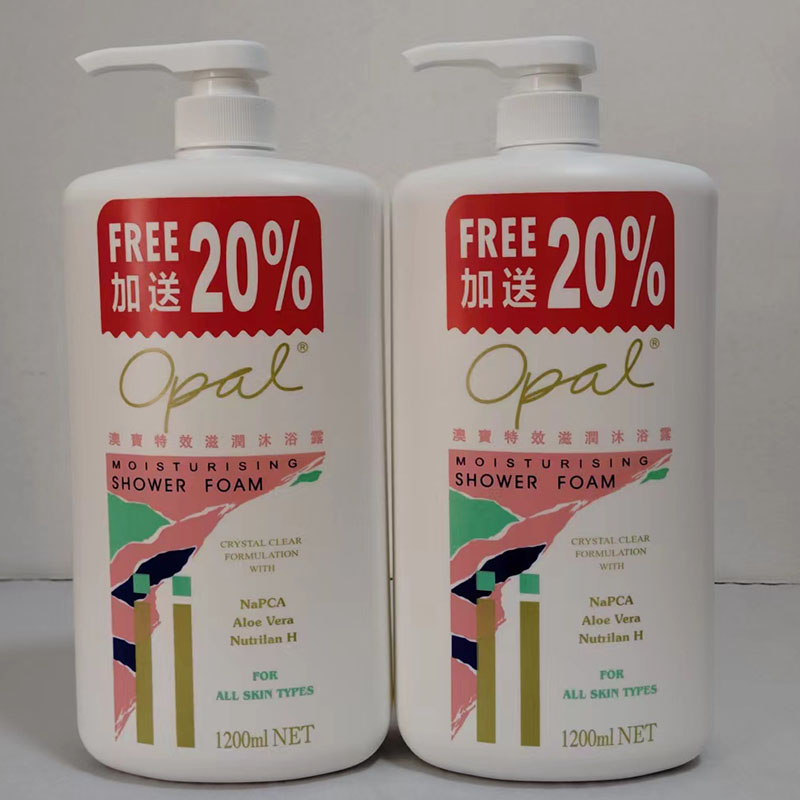 FREE
加送 20%
Opal®
澳寶特效滋潤沐浴露
MOISTURISING
SHOWER FOAM
CRYSTAL CLEAR
FORMULATION
WITH
NaPCA
Aloe Vera
Nutrilan H
FOR
ALL SKIN TYPES
1200ml NET
FREE
加送 20%
Opal®
澳寶特效滋潤沐浴露
MOISTURISING
SHOWER FOAM
CRYSTAL CLEAR
FORMULATION
WITH
NaPCA
Aloe Vera
Nutrilan H
FOR
ALL SKIN TYPES
1200ml NET